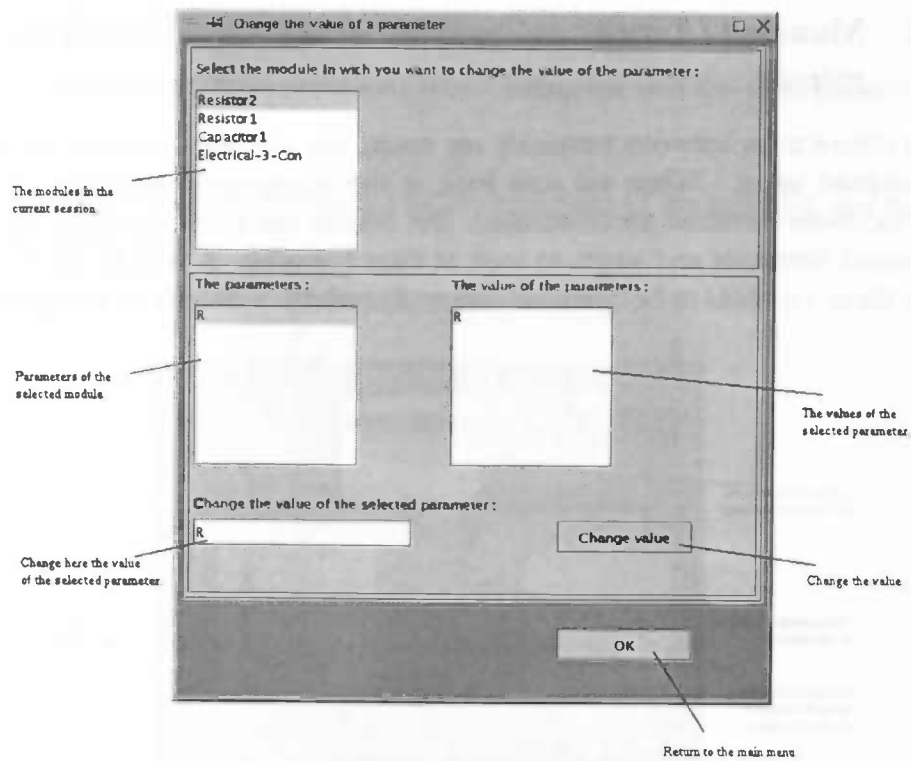 Change the value of a parameter
Select the module in wich you want to change the value of the parameter :
Resistor2
Resistor1
Capacitor1
Electrical-3-Con
The modules in the
current session
The parameters :
The value of the parameters :
R
R
Parameters of the
selected module
The values of the
selected parameter
Change the value of the selected parameter :
R
Change value
Change here the value
of the selected parameter
Change the value
OK
Return to the main menu